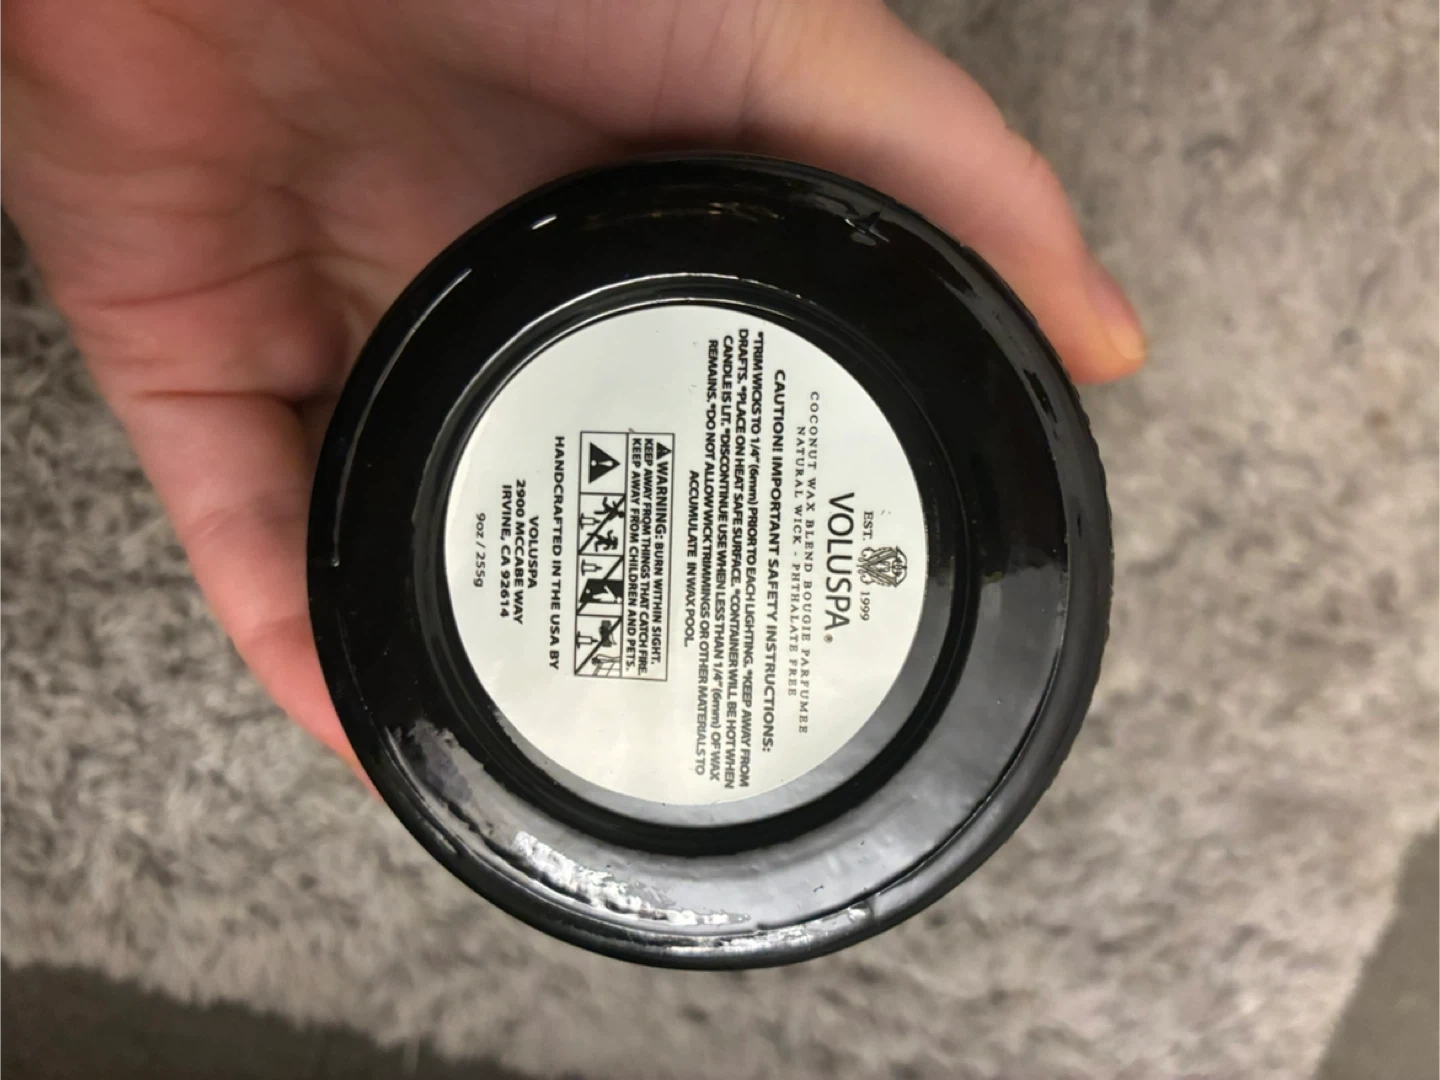 EST. 1999
VOLUSPA®
COCONUT WAX BLEND BOUGIE PARFUMEE
NATURAL WICK - PHTHALATE FREE
CAUTION! IMPORTANT SAFETY INSTRUCTIONS:
*TRIM WICKS TO 1/4" (6mm) PRIOR TO EACH LIGHTING. *KEEP AWAY FROM
DRAFTS. *PLACE ON HEAT SAFE SURFACE. *CONTAINER WILL BE HOT WHEN
CANDLE IS LIT. *DISCONTINUE USE WHEN LESS THAN 1/4" (6mm) OF WAX
REMAINS. *DO NOT ALLOW WICK TRIMMINGS OR OTHER MATERIALS TO
ACCUMULATE IN WAX POOL.
WARNING: BURN WITHIN SIGHT.
KEEP AWAY FROM THINGS THAT CATCH FIRE.
KEEP AWAY FROM CHILDREN AND PETS.
HANDCRAFTED IN THE USA BY
VOLUSPA
2900 MCCABE WAY
IRVINE, CA 92614
9oz / 255g